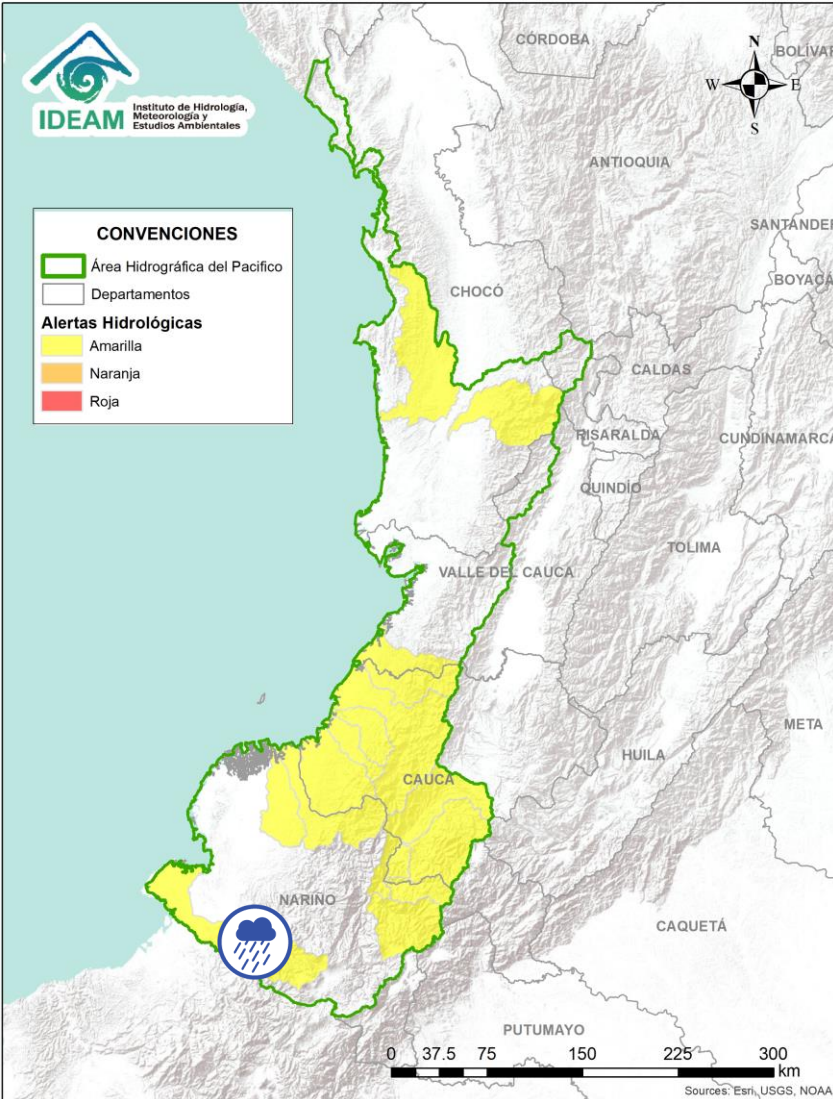 IDEAM
Instituto de Hidrología,
Meteorología y
Estudios Ambientales
CÓRDOBA
BOLÍVAR
N
W
E
S
ANTIOQUIA
CONVENCIONES
Área Hidrográfica del Pacifico
Departamentos
Alertas Hidrológicas
Amarilla
Naranja
Roja
SANTANDER
BOYACÁ
CHOCÓ
CALDAS
RISARALDA
CUNDINAMARCA
QUINDÍO
TOLIMA
VALLE DEL CAUCA
META
HUILA
CAUCA
NARIÑO
CAQUETÁ
PUTUMAYO
0 37.5 75 150 225 300
km
Sources: Esri, USGS, NOAA